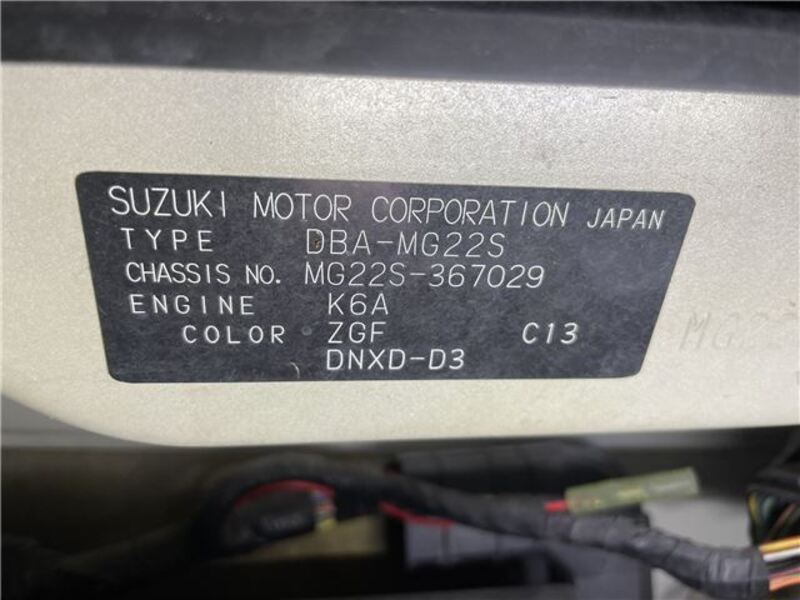 SUZUKI MOTOR CORPORATION JAPAN
TYPE DBA-MG22S
CHASSIS NO. MG22S-367029
ENGINE K6A
COLOR ZGF C13
DNXD-D3